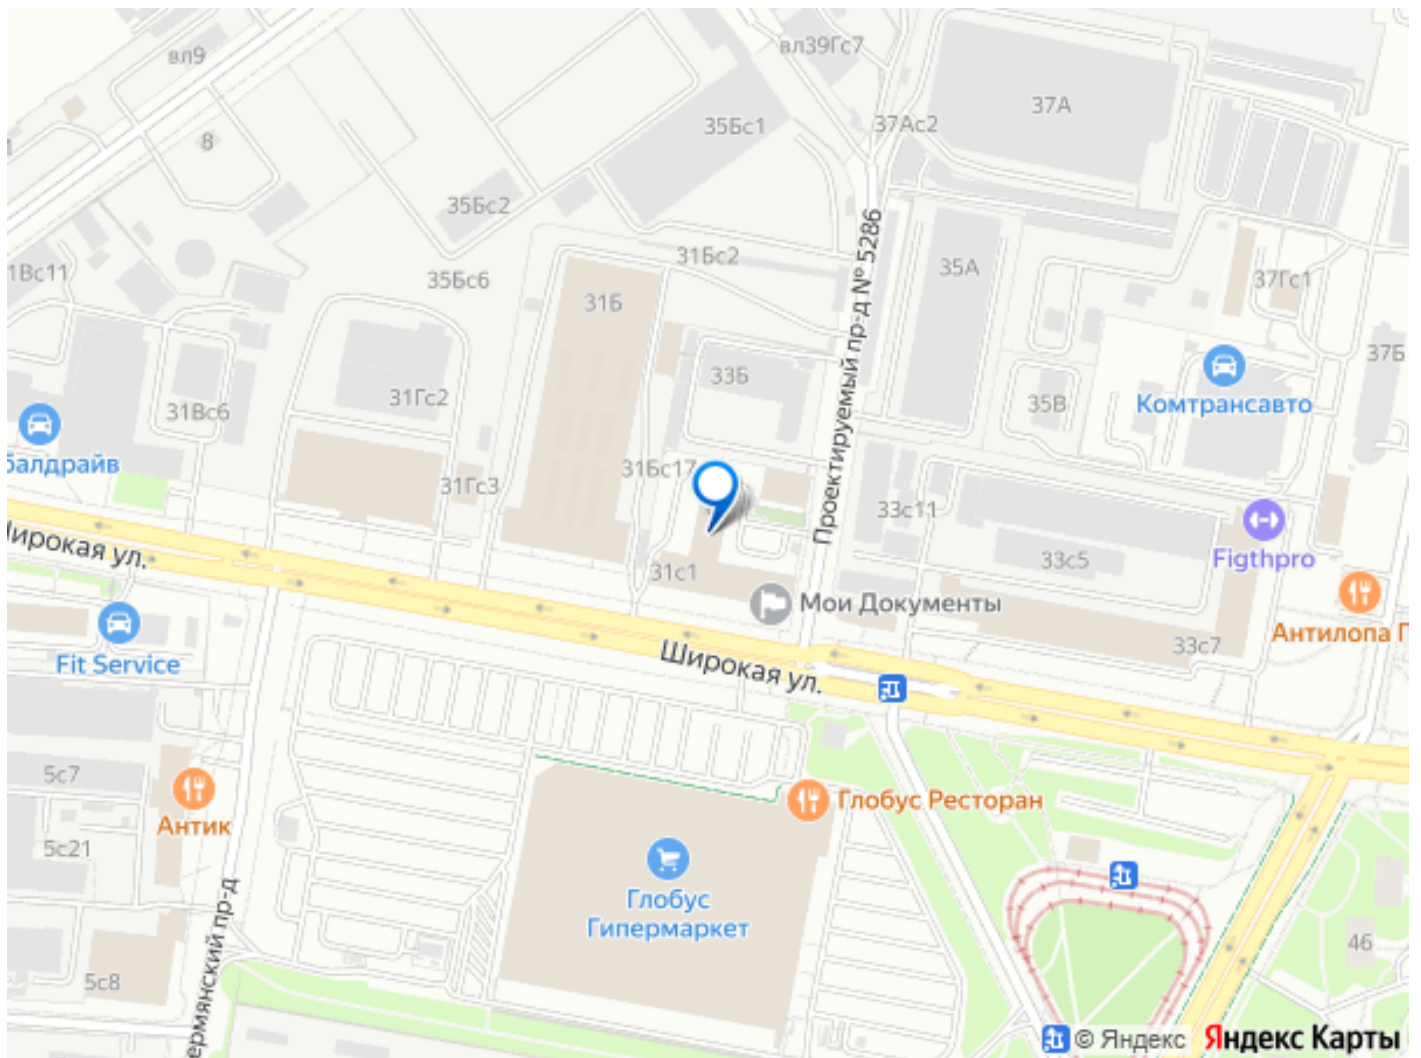 вл9
вл39Гс7
37А
35Бс1
37Ас2
8
35Бс2
Проектируемый пр-д № 5286
31Бс2
35А
1Вс11
35Бс6
37Гс1
31Б
37Б
33Б
31Гс2
35В
Комтрансавто
31Вс6
балдрайв
31Бс17
31Гс3
33с11
Широкая ул.
33с5
Figthpro
31с1
Мои Документы
Антилопа Г
Fit Service
33с7
Широкая ул.
5с7
Глобус Ресторан
Антик
5с21
Глобус
Гипермаркет
ермянский пр-д
46
5с8
© Яндекс Яндекс Карты